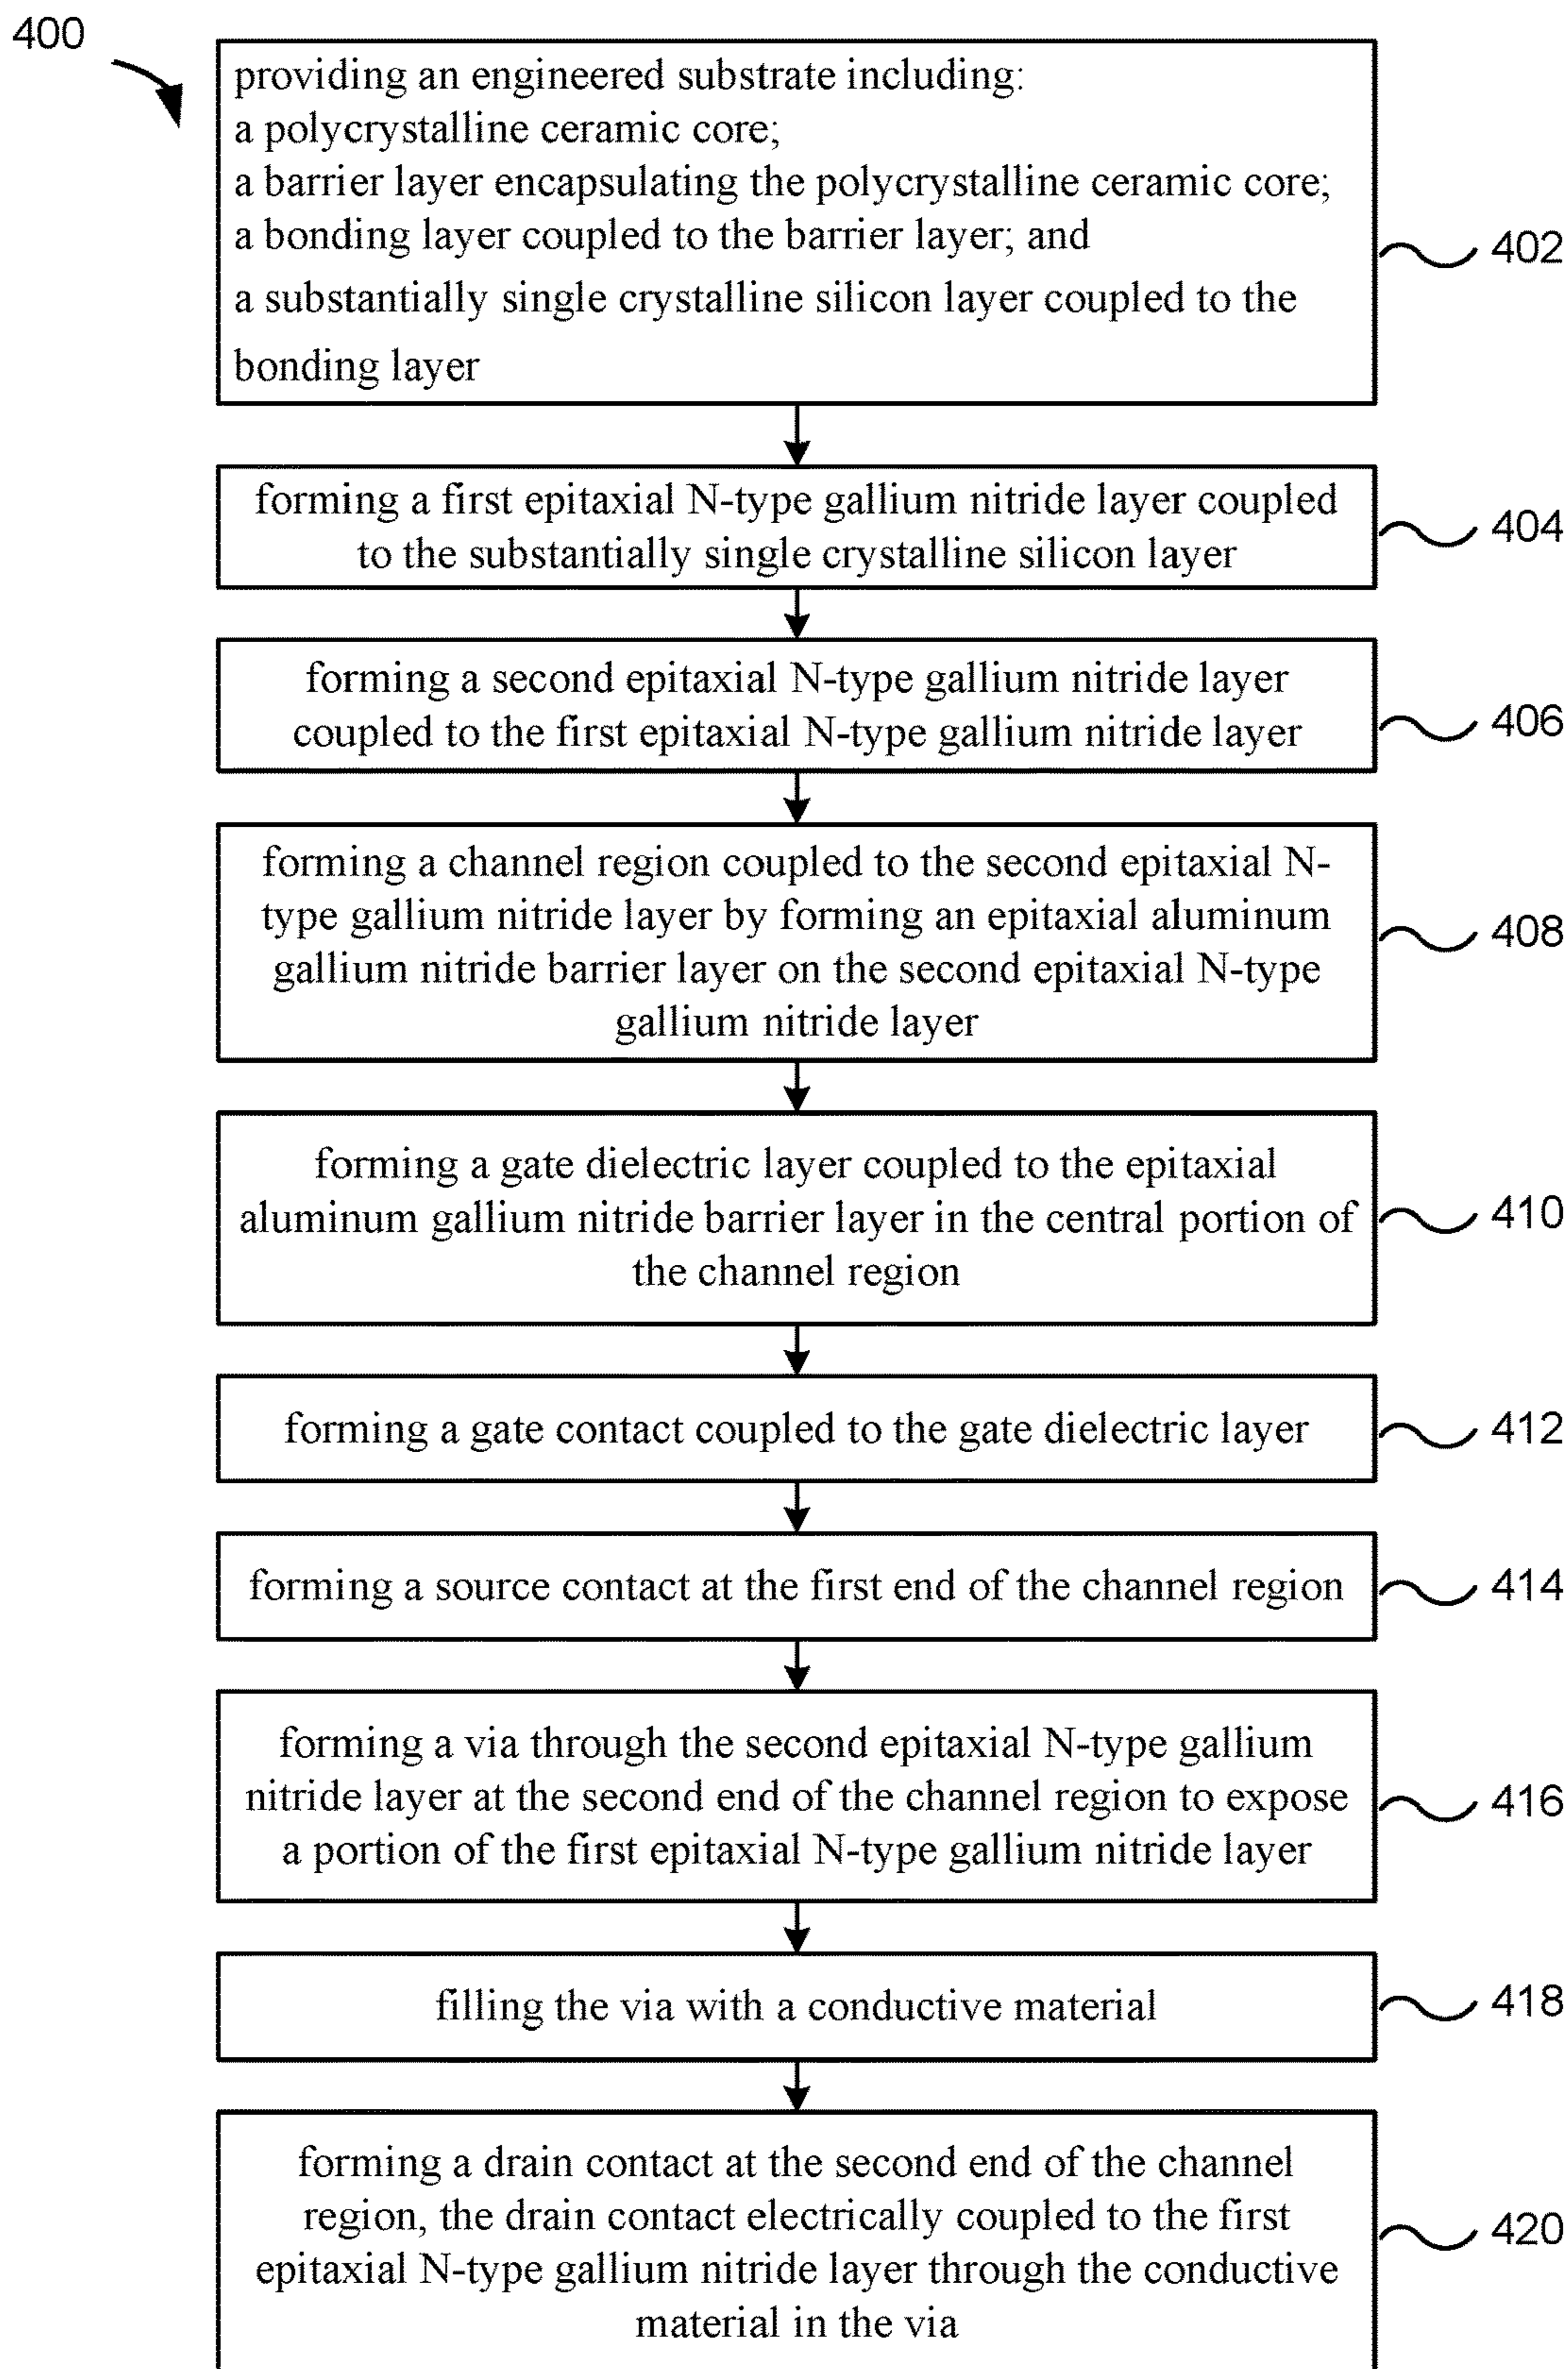 400
providing an engineered substrate including:
a polycrystalline ceramic core;
a barrier layer encapsulating the polycrystalline ceramic core;
a bonding layer coupled to the barrier layer; and
a substantially single crystalline silicon layer coupled to the
bonding layer
402
forming a first epitaxial N-type gallium nitride layer coupled
to the substantially single crystalline silicon layer
404
forming a second epitaxial N-type gallium nitride layer
coupled to the first epitaxial N-type gallium nitride layer
406
forming a channel region coupled to the second epitaxial N-
type gallium nitride layer by forming an epitaxial aluminum
gallium nitride barrier layer on the second epitaxial N-type
gallium nitride layer
408
forming a gate dielectric layer coupled to the epitaxial
aluminum gallium nitride barrier layer in the central portion of
the channel region
410
forming a gate contact coupled to the gate dielectric layer
412
forming a source contact at the first end of the channel region
414
forming a via through the second epitaxial N-type gallium
nitride layer at the second end of the channel region to expose
a portion of the first epitaxial N-type gallium nitride layer
416
filling the via with a conductive material
418
forming a drain contact at the second end of the channel
region, the drain contact electrically coupled to the first
epitaxial N-type gallium nitride layer through the conductive
material in the via
420